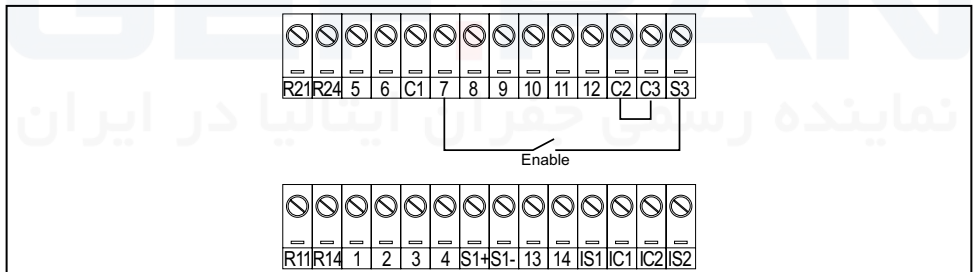 GEFRAN
R21 R24 5 6 C1 7 8 9 10 11 12 C2 C3 S3
نماینده رسمی جفران ایتالیا در ایران
Enable
R11 R14 1 2 3 4 S1+ S1- 13 14 IS1 IC1 IC2 IS2